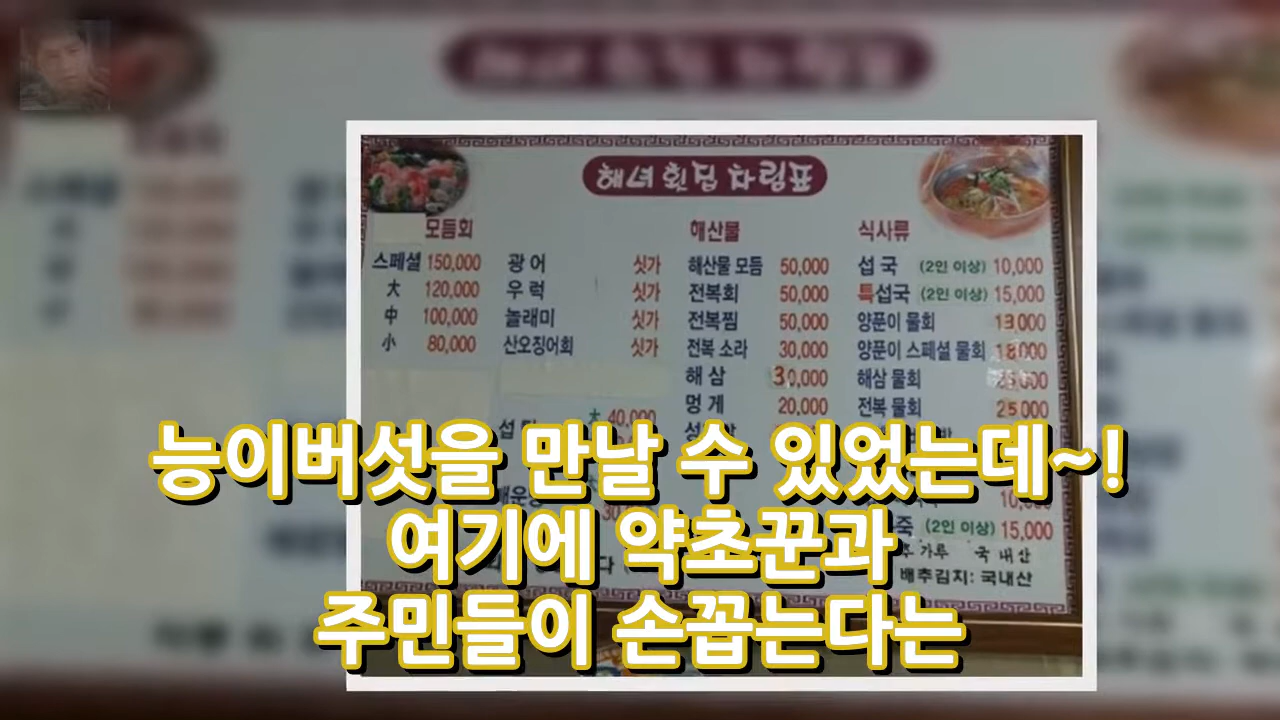 해녀 횟집 차림표
모듬회
스페셜 150,000
大 120,000
中 100,000
小 80,000
광어 싯가
우럭 싯가
놀래미 싯가
산오징어회 싯가
大 40,000
해산물
해산물 모듬 50,000
전복회 50,000
전복찜 50,000
전복 소라 30,000
해삼 30,000
멍게 20,000
식사류
섭국 (2인 이상) 10,000
특섭국 (2인 이상) 15,000
양푼이 물회 13,000
양푼이 스페셜 물회 18,000
해삼 물회
전복 물회 25,000
죽 (2인 이상) 15,000
가루 국내산
배추김치: 국내산
능이버섯을 만날 수 있었는데~!
여기에 약초꾼과
주민들이 손꼽는다는